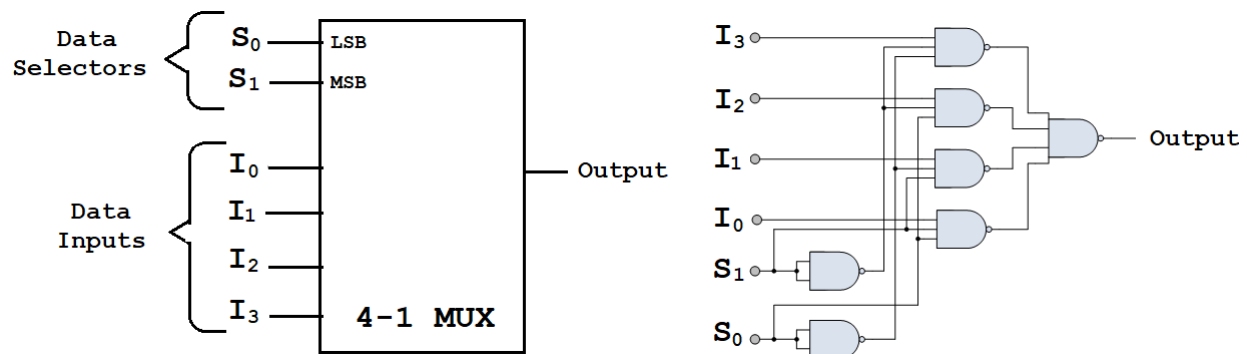 Data
Selectors
S₀
LSB
S₁
MSB
Data
Inputs
I₀
I₁
I₂
I₃
4-1 MUX
Output
I₃
I₂
I₁
I₀
S₁
S₀
Output